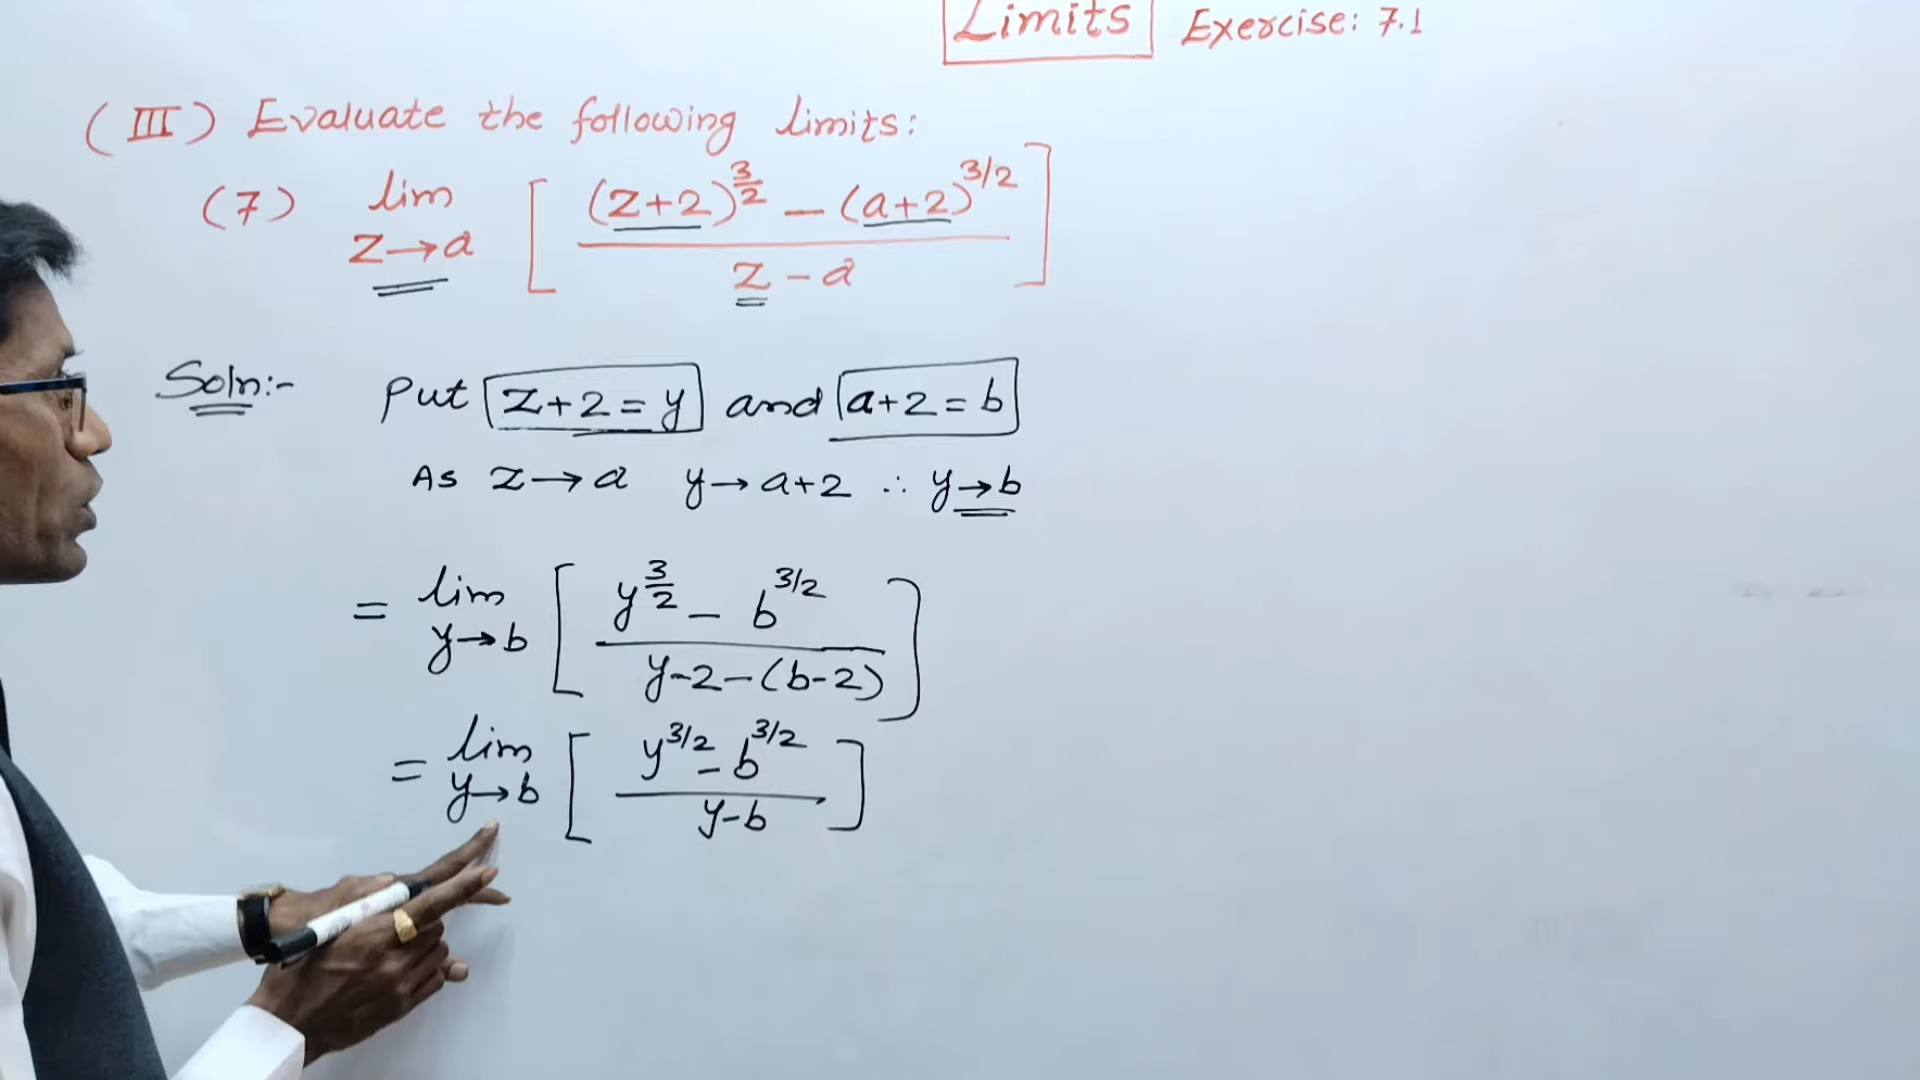 Limits Exercise: 7.1
(III) Evaluate the following limits:
(7) lim z→a [ ((z+2)^{3/2} - (a+2)^{3/2}) / (z-a) ]
Soln:- Put z+2=y and a+2=b
As z→a y→a+2 ∴ y→b
= lim y→b [ (y^{3/2} - b^{3/2}) / (y-2-(b-2)) ]
= lim y→b [ (y^{3/2} - b^{3/2}) / (y-b) ]